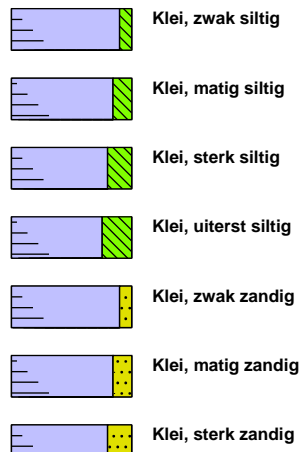 Klei, zwak siltig
Klei, matig siltig
Klei, sterk siltig
Klei, uiterst siltig
Klei, zwak zandig
Klei, matig zandig
Klei, sterk zandig